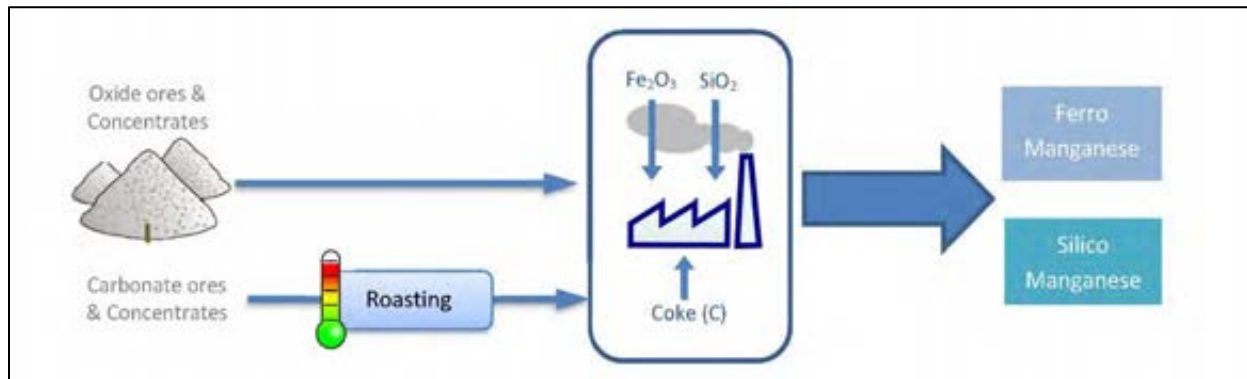 Oxide ores &
Concentrates
Carbonate ores
& Concentrates
Roasting
Fe₂O₃ SiO₂
Coke (C)
Ferro
Manganese
Silico
Manganese